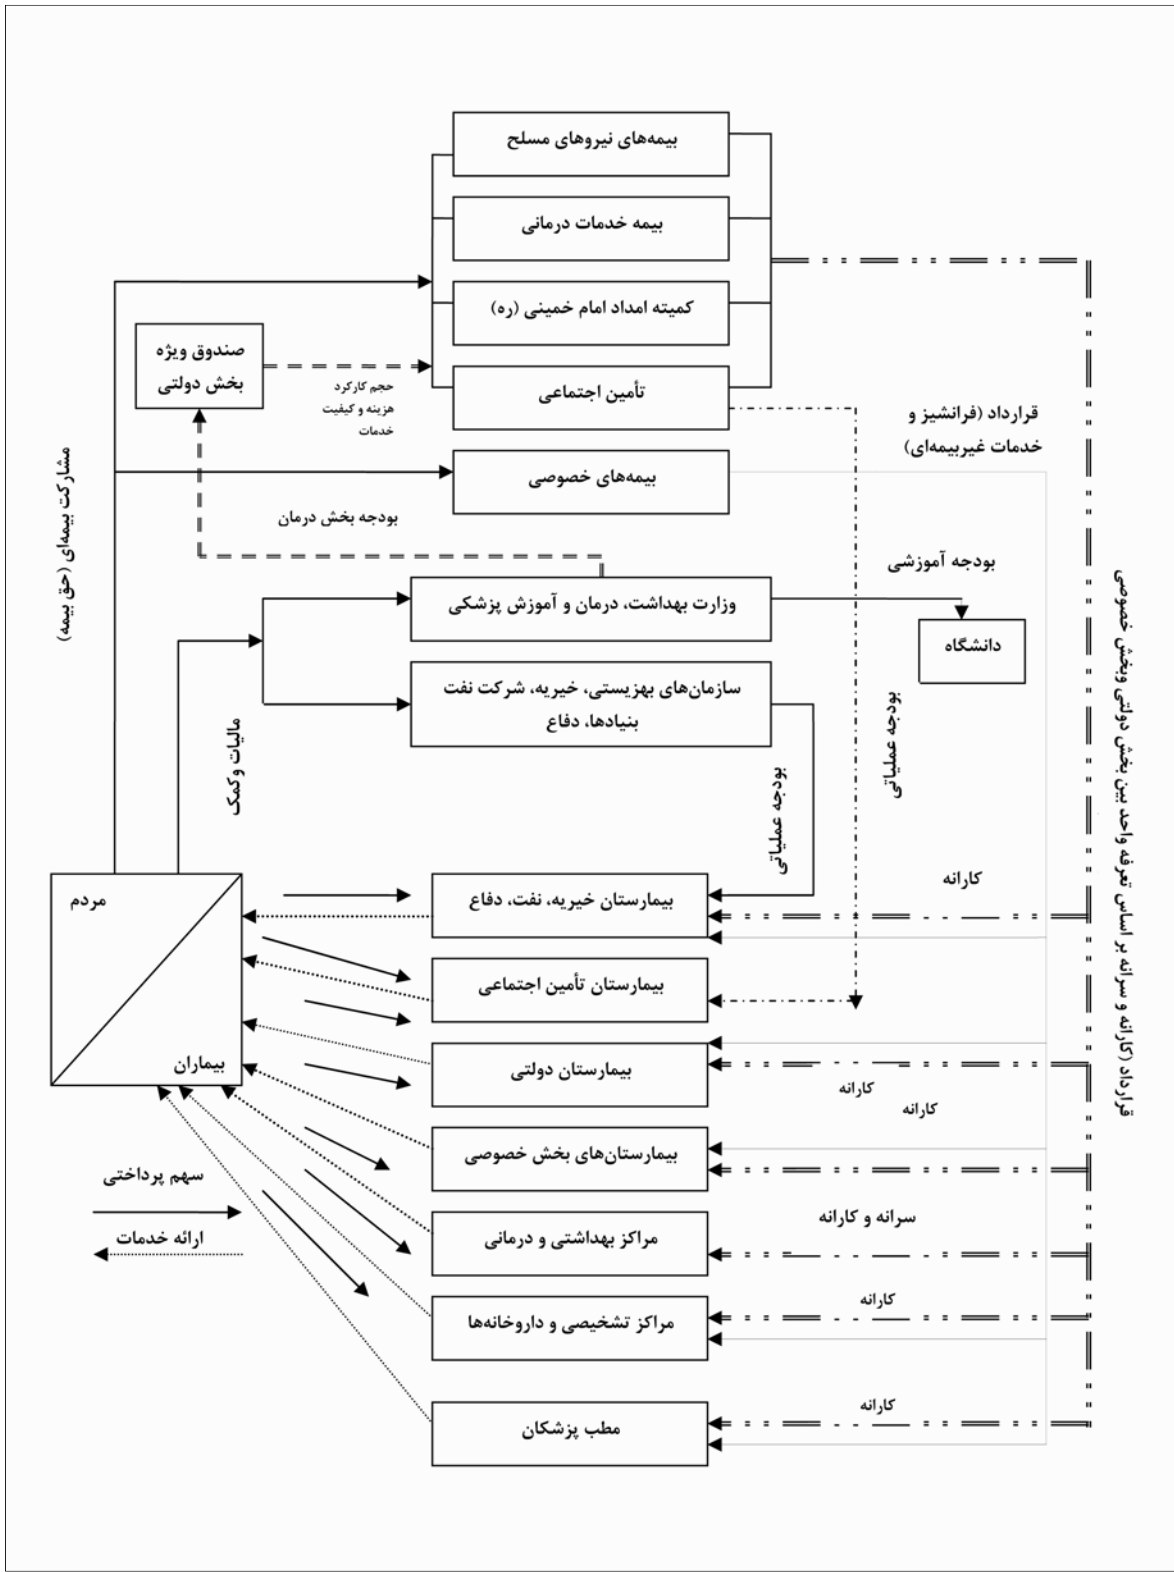 بیمه‌های نیروهای مسلح
بیمه خدمات درمانی
کمیته امداد امام خمینی (ره)
صندوق ویژه
بخش دولتی
حجم کارکرد
هزینه و کیفیت
خدمات
تأمین اجتماعی
قرارداد (فرانشیز و
خدمات غیربیمه‌ای)
بیمه‌های خصوصی
مشارکت بیمه‌ای (حق بیمه)
بودجه بخش درمان
وزارت بهداشت، درمان و آموزش پزشکی
بودجه آموزشی
دانشگاه
سازمان‌های بهزیستی، خیریه، شرکت نفت
بنیادها، دفاع
مالیات وکمک
بودجه عملیاتی
بودجه عملیاتی
قرارداد (کارانه و سرانه بر اساس تعرفه واحد بین بخش دولتی وبخش خصوصی
مردم
بیماران
بیمارستان خیریه، نفت، دفاع
کارانه
بیمارستان تأمین اجتماعی
بیمارستان دولتی
کارانه
کارانه
بیمارستان‌های بخش خصوصی
سهم پرداختی
ارائه خدمات
سرانه و کارانه
مراکز بهداشتی و درمانی
کارانه
مراکز تشخیصی و داروخانه‌ها
کارانه
مطب پزشکان